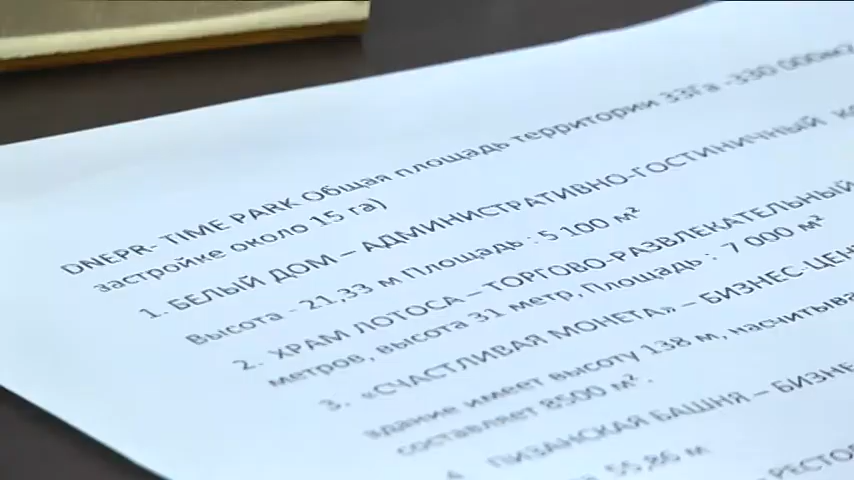 DNEPR- TIME PARK Общая площадь территории 33Га -330 000м2
застройке около 15 га)
1. БЕЛЫЙ ДОМ – АДМИНИСТРАТИВНО-ГОСТИНИЧНЫЙ
Высота - 21,33 м Площадь : 5 100 м²
2. ХРАМ ЛОТОСА – ТОРГОВО-РАЗВЛЕКАТЕЛЬНЫЙ
метров, высота 31 метр, Площадь : 7 000 м²
3. «СЧАСТЛИВАЯ МОНЕТА» – БИЗНЕС-ЦЕН
здание имеет высоту 138 м, насчитыва
составляет 8500 м².
4. ПИЗАНСКАЯ БАШНЯ – БИЗНЕ
55,86 м